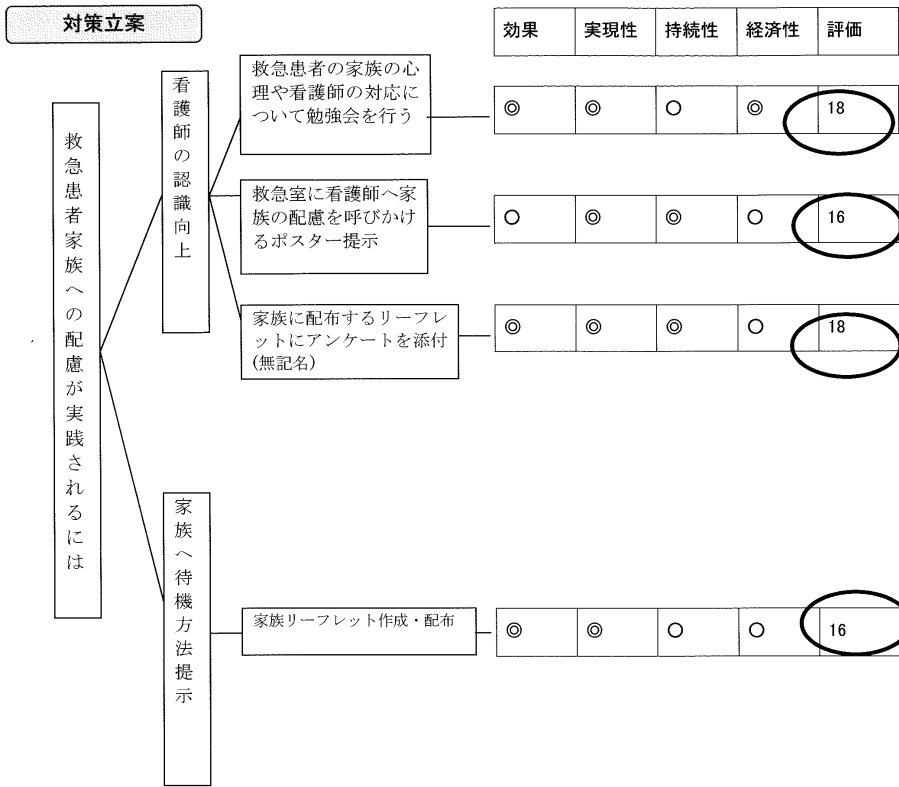 対策立案
効果 実現性 持続性 経済性 評価
救急患者家族への配慮が実践されるには
看護師の認識向上
救急患者の家族の心
理や看護師の対応に
ついて勉強会を行う
◎ ◎ ○ ◎ 18
救急室に看護師へ家
族の配慮を呼びかけ
るポスター提示
○ ◎ ◎ ○ 16
家族に配布するリーフレ
ットにアンケートを添付
(無記名)
◎ ◎ ◎ ○ 18
家族へ待機方法提示
家族リーフレット作成・配布
◎ ◎ ○ ○ 16